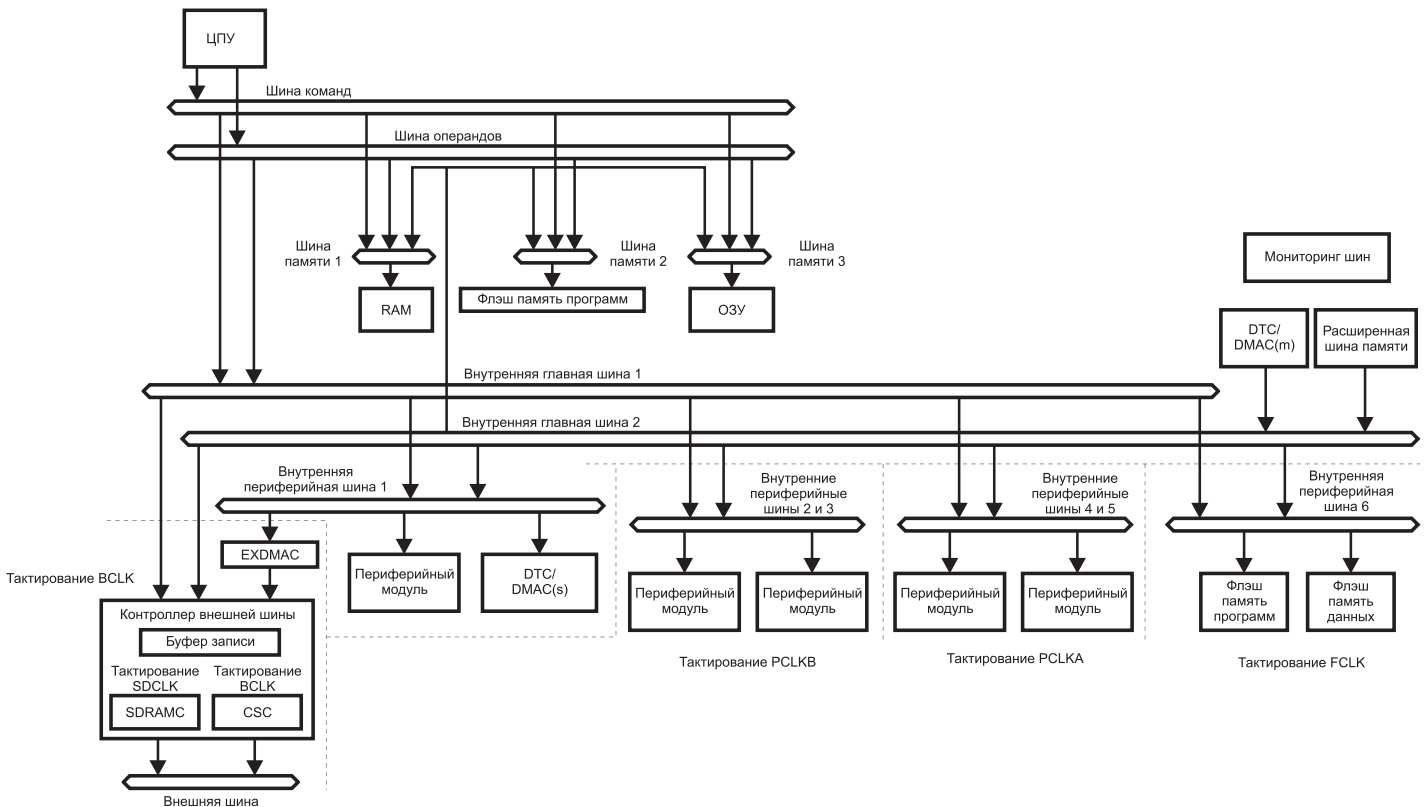 ЦПУ
Шина команд
Шина операндов
Шина
памяти 1
Шина
памяти 2
Шина
памяти 3
RAM
Флэш память программ
ОЗУ
Мониторинг шин
DTC/
DMAC(m)
Расширенная
шина памяти
Внутренняя главная шина 1
Внутренняя главная шина 2
Внутренняя
периферийная шина 1
Внутренние
периферийные
шины 2 и 3
Внутренние
периферийные
шины 4 и 5
Внутренняя
периферийная
шина 6
EXDMAC
Тактирование BCLK
Периферийный
модуль
DTC/
DMAC(s)
Периферийный
модуль
Периферийный
модуль
Периферийный
модуль
Периферийный
модуль
Флэш
память
программ
Флэш
память
данных
Контроллер внешней шины
Буфер записи
Тактирование
SDCLK
Тактирование
BCLK
SDRAMC
CSC
Тактирование PCLKB
Тактирование PCLKA
Тактирование FCLK
Внешняя шина